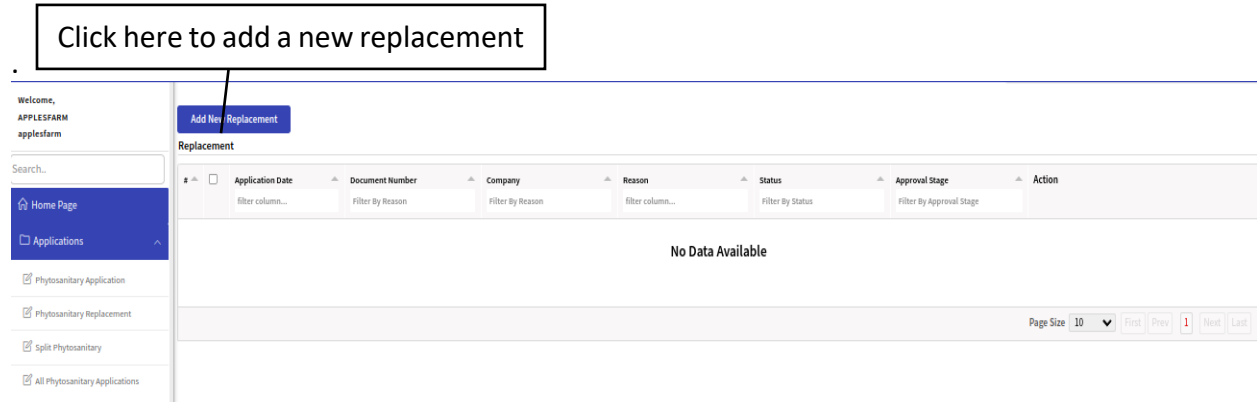 Click here to add a new replacement
.
Welcome,
APPLESFARM
applesfarm
Search..
Home Page
Applications
Phytosanitary Application
Phytosanitary Replacement
Split Phytosanitary
All Phytosanitary Applications
Add New Replacement
Replacement
# Application Date Document Number Company Reason Status Approval Stage Action
filter column... Filter By Reason Filter By Reason filter column... Filter By Status Filter By Approval Stage
No Data Available
Page Size 10 First Prev 1 Next Last